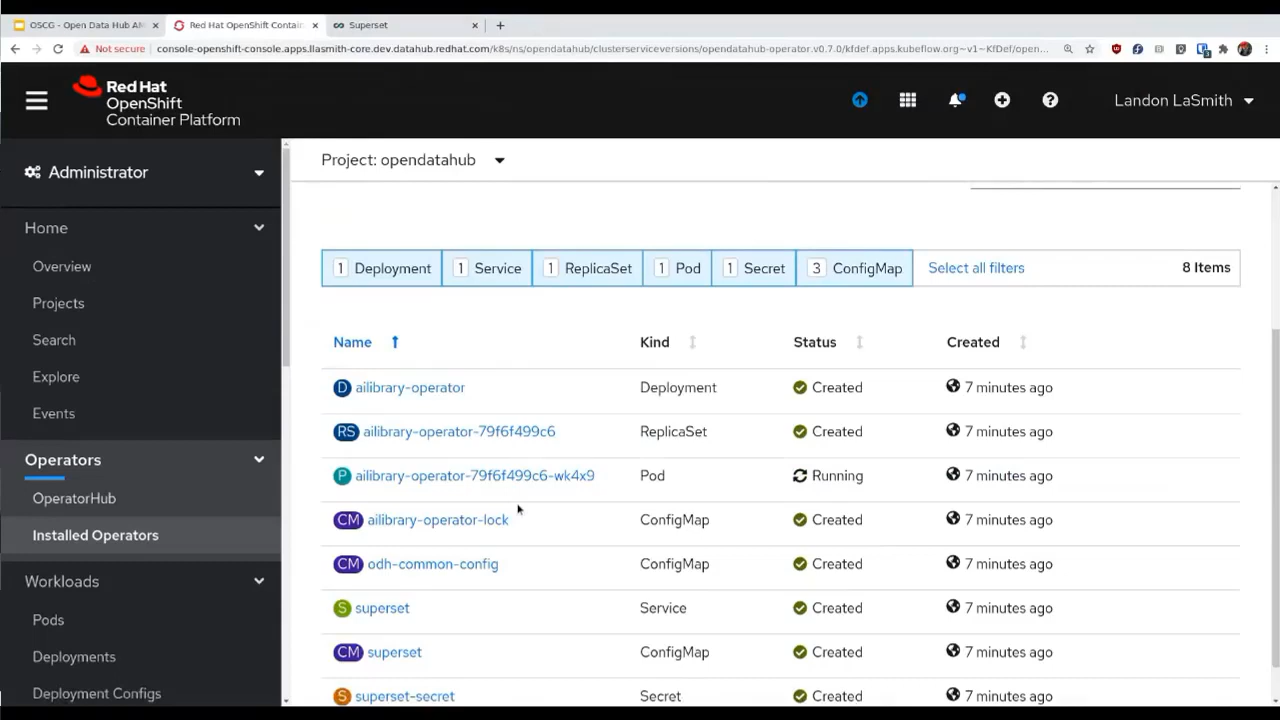 OSCG - Open Data Hub AM
Red Hat OpenShift Contain
Superset
Not secure
console-openshift-console.apps.llasmith-core.dev.datahub.redhat.com/k8s/ns/opendatahub/clusterserviceversions/opendatahub-operator.v0.7.0/kfdef.apps.kubeflow.org~v1~KfDef/open...
Red Hat
OpenShift
Container Platform
Landon LaSmith
Administrator
Home
Overview
Projects
Search
Explore
Events
Operators
OperatorHub
Installed Operators
Workloads
Pods
Deployments
Deployment Configs
Project: opendatahub
1 Deployment 1 Service 1 ReplicaSet 1 Pod 1 Secret 3 ConfigMap Select all filters 8 Items
Name Kind Status Created
D ailibrary-operator Deployment Created 7 minutes ago
RS ailibrary-operator-79f6f499c6 ReplicaSet Created 7 minutes ago
P ailibrary-operator-79f6f499c6-wk4x9 Pod Running 7 minutes ago
CM ailibrary-operator-lock ConfigMap Created 7 minutes ago
CM odh-common-config ConfigMap Created 7 minutes ago
S superset Service Created 7 minutes ago
CM superset ConfigMap Created 7 minutes ago
S superset-secret Secret Created 7 minutes ago